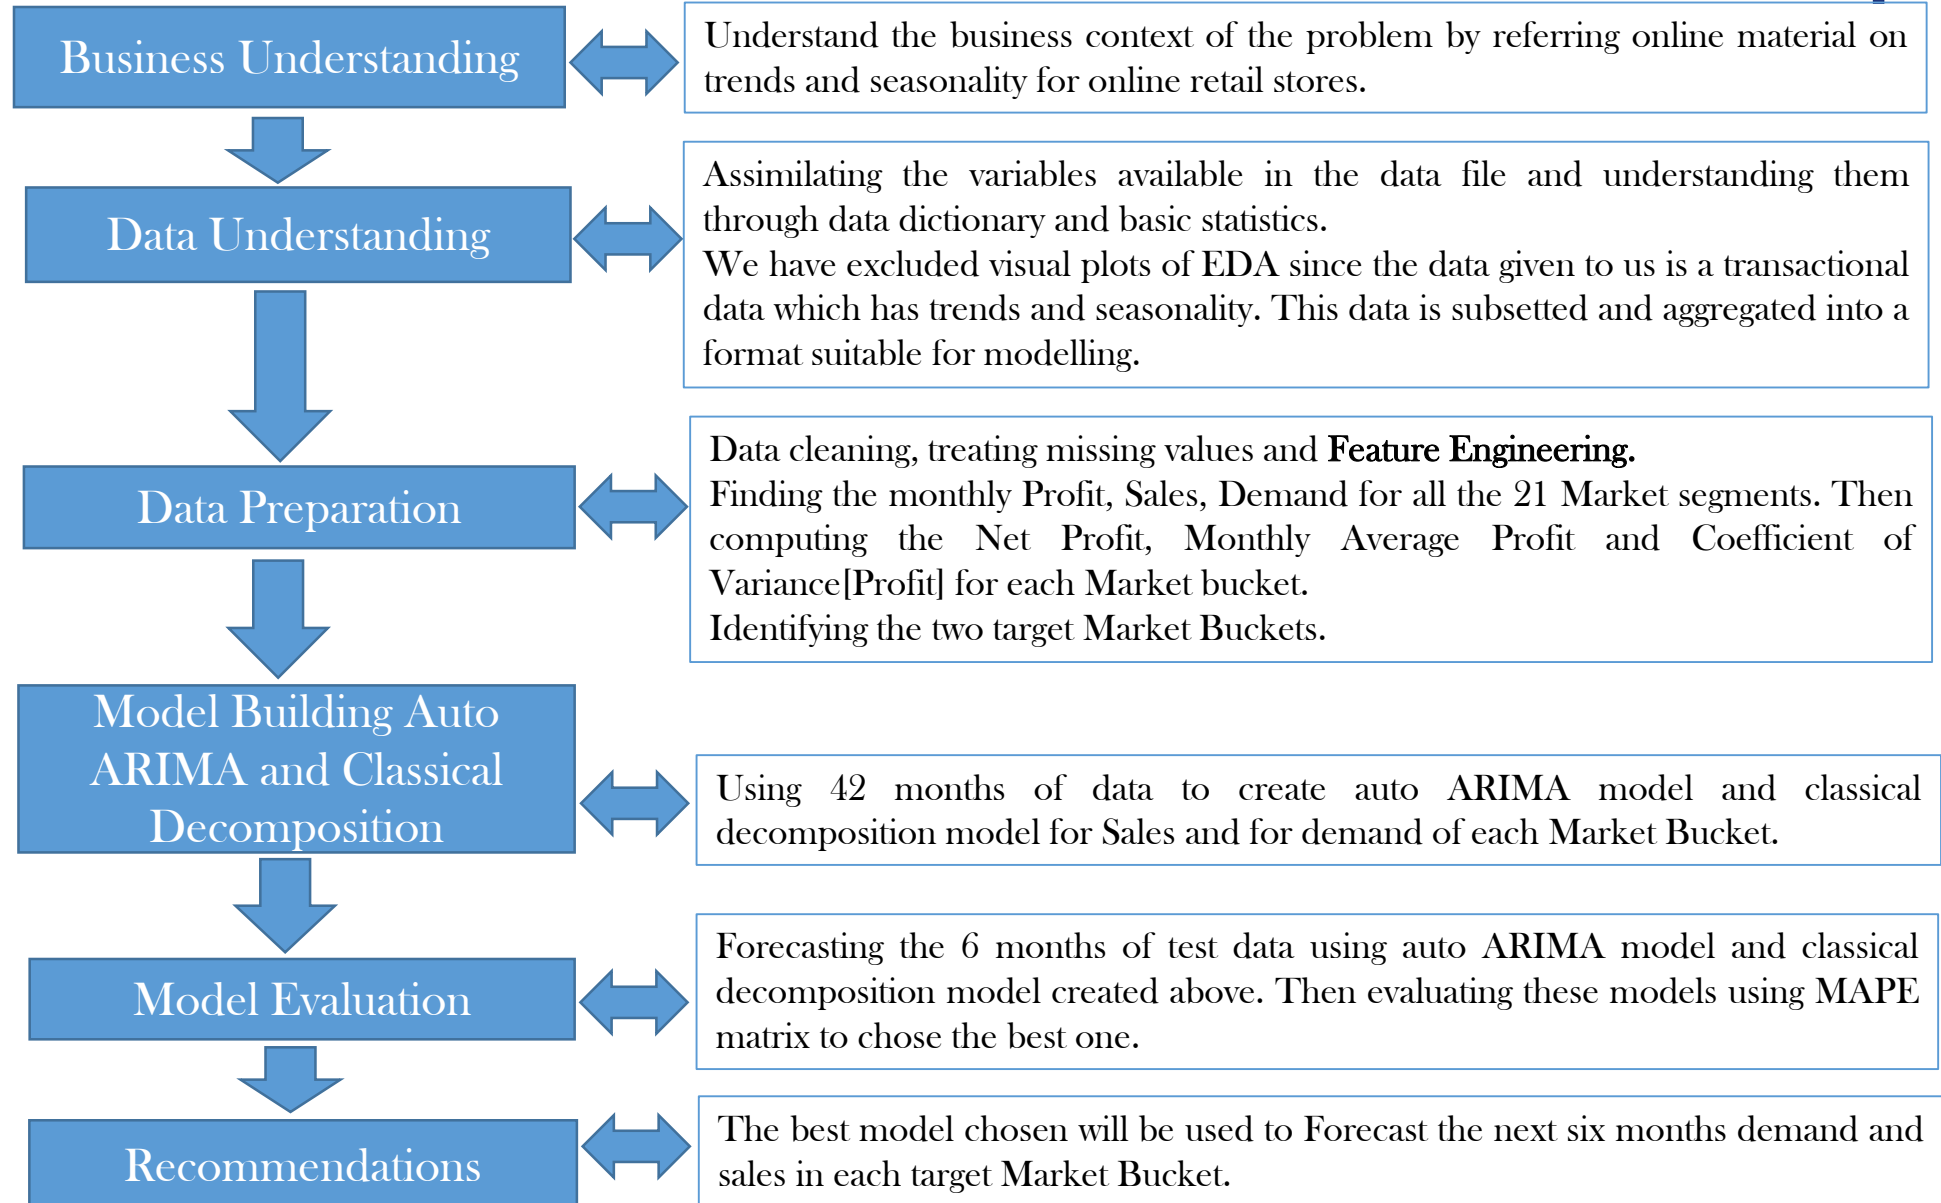 Business Understanding
Understand the business context of the problem by referring online material on
trends and seasonality for online retail stores.
Data Understanding
Assimilating the variables available in the data file and understanding them
through data dictionary and basic statistics.
We have excluded visual plots of EDA since the data given to us is a transactional
data which has trends and seasonality. This data is subsetted and aggregated into a
format suitable for modelling.
Data Preparation
Data cleaning, treating missing values and Feature Engineering.
Finding the monthly Profit, Sales, Demand for all the 21 Market segments. Then
computing the Net Profit, Monthly Average Profit and Coefficient of
Variance[Profit] for each Market bucket.
Identifying the two target Market Buckets.
Model Building Auto
ARIMA and Classical
Decomposition
Using 42 months of data to create auto ARIMA model and classical
decomposition model for Sales and for demand of each Market Bucket.
Model Evaluation
Forecasting the 6 months of test data using auto ARIMA model and classical
decomposition model created above. Then evaluating these models using MAPE
matrix to chose the best one.
Recommendations
The best model chosen will be used to Forecast the next six months demand and
sales in each target Market Bucket.